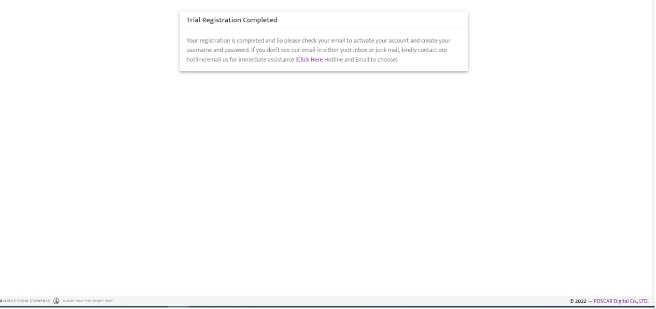 Trial Registration Completed
Your registration is completed and So please check your email to activate your account and create your
username and password. If you don't see our email in either your inbox or junk mail, kindly contact our
hotline/email us for immediate assistance (Click Here Hotline and Email to choose)
© 2022 — POSCAR Digital Co., LTD.